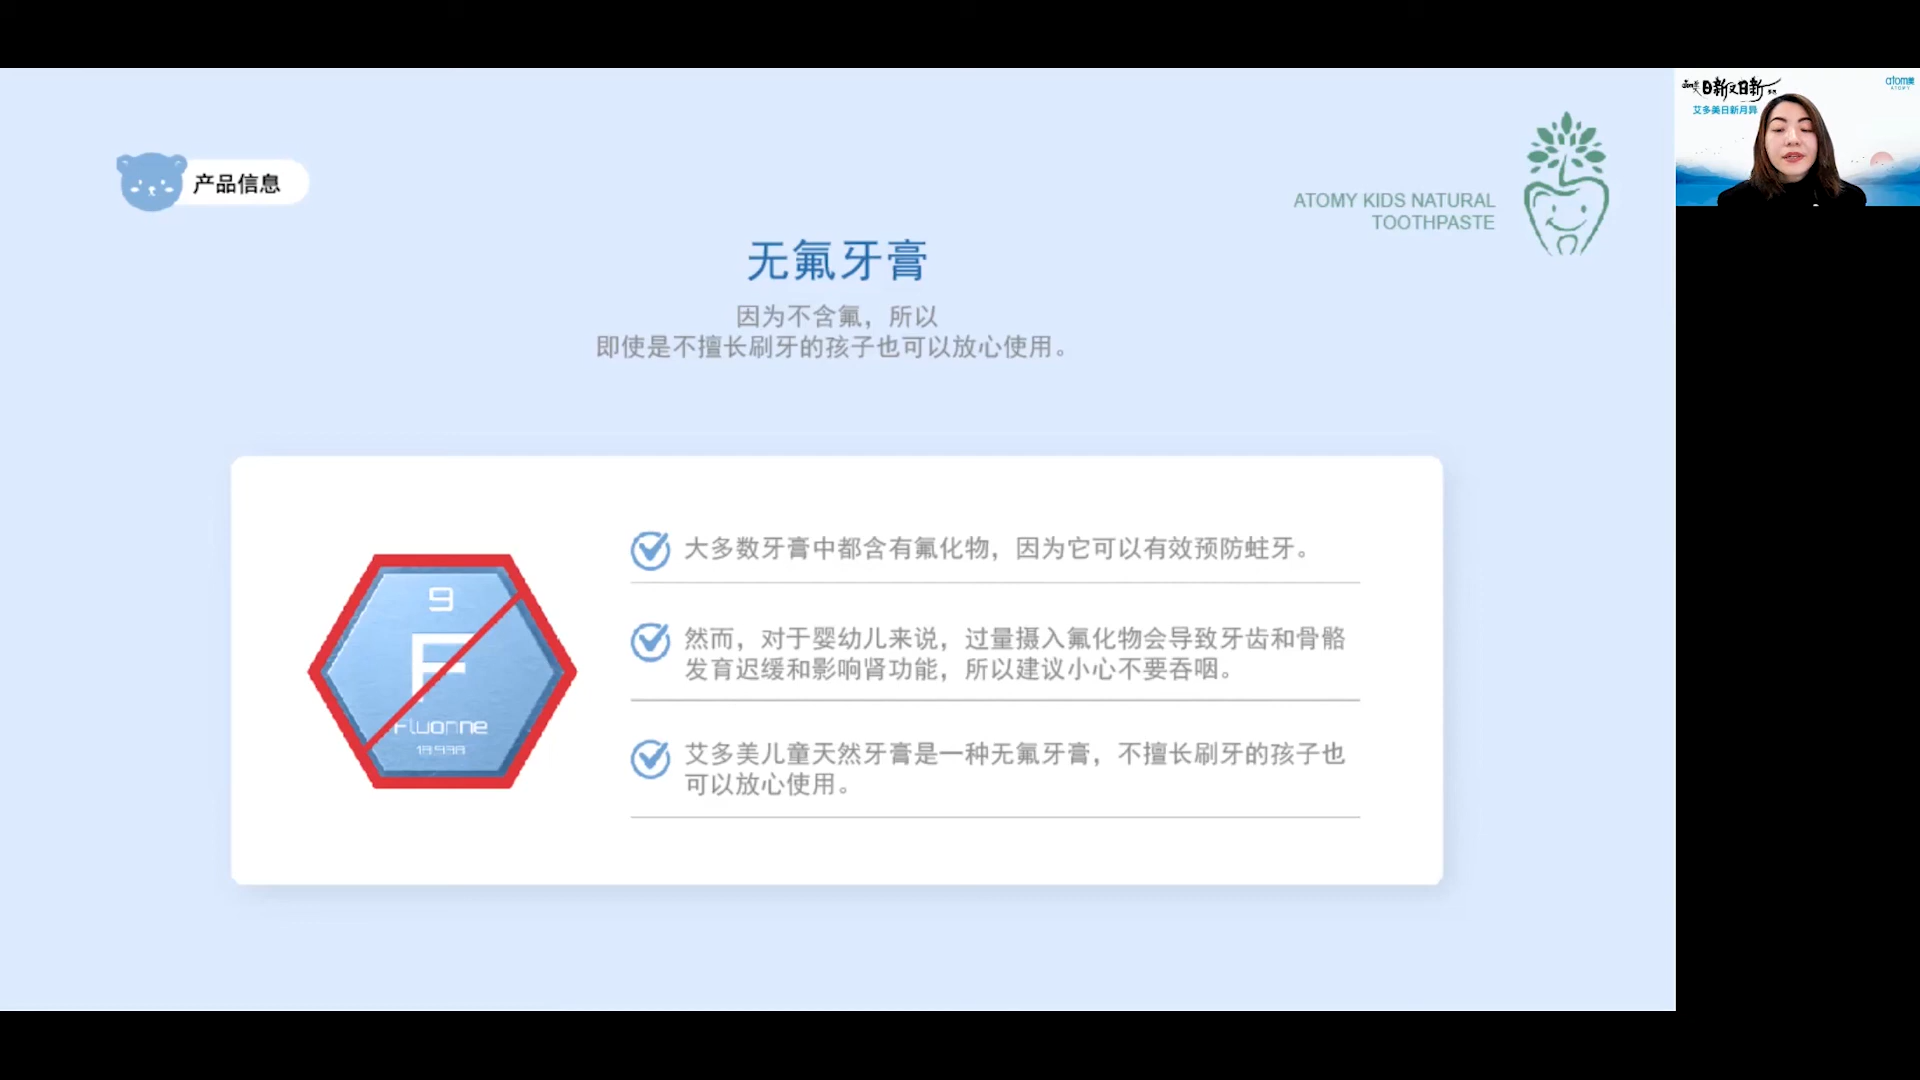 产品信息
ATOMY KIDS NATURAL
TOOTHPASTE
无氟牙膏
因为不含氟，所以
即使是不擅长刷牙的孩子也可以放心使用。
9
F
Fluorine
18.998
大多数牙膏中都含有氟化物，因为它可以有效预防蛀牙。
然而，对于婴幼儿来说，过量摄入氟化物会导致牙齿和骨骼
发育迟缓和影响肾功能，所以建议小心不要吞咽。
艾多美儿童天然牙膏是一种无氟牙膏，不擅长刷牙的孩子也
可以放心使用。
日新又日新
艾多美日新月异
atom美
ATOMY